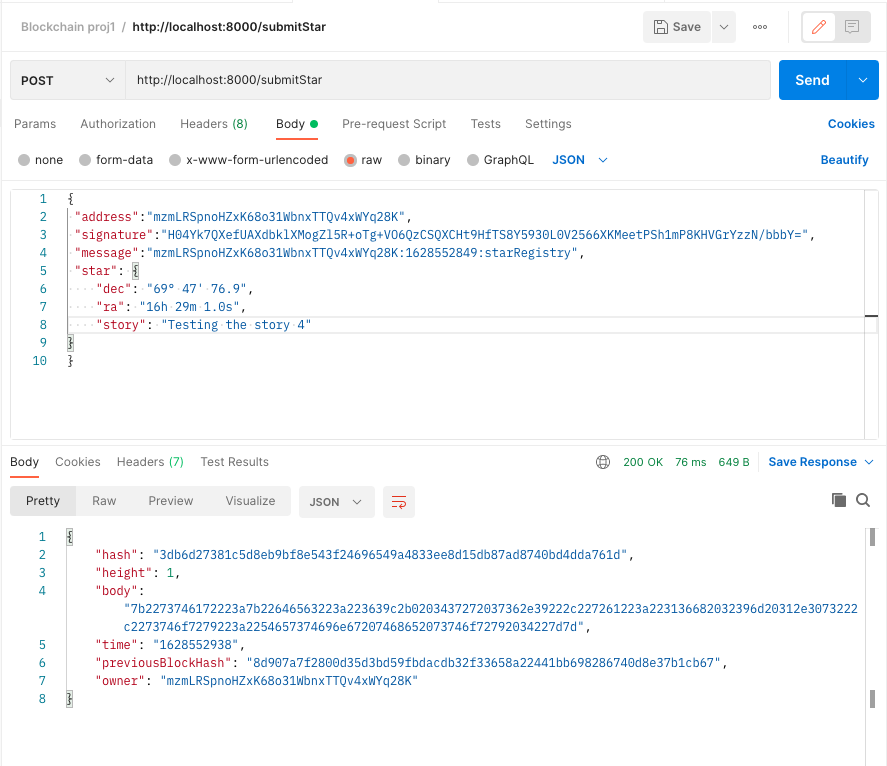 Blockchain proj1 / http://localhost:8000/submitStar Save
POST http://localhost:8000/submitStar Send
Params Authorization Headers (8) Body Pre-request Script Tests Settings Cookies
none form-data x-www-form-urlencoded raw binary GraphQL JSON Beautify
1 {
2 "address":"mzmLRSpnoHZxK68o31WbnxTTQv4xWYq28K",
3 "signature":"H04Yk7QXefUAXdbklXMogZl5R+oTg+VO6QzCSQXCHt9HfTS8Y5930L0V2566XKMeetPSh1mP8KHVGrYzzN/bbbY=",
4 "message":"mzmLRSpnoHZxK68o31WbnxTTQv4xWYq28K:1628552849:starRegistry",
5 "star": {
6 "dec": "69° 47' 76.9",
7 "ra": "16h 29m 1.0s",
8 "story": "Testing the story 4"
9 }
10 }
Body Cookies Headers (7) Test Results 200 OK 76 ms 649 B Save Response
Pretty Raw Preview Visualize JSON
1 {
2 "hash": "3db6d27381c5d8eb9bf8e543f24696549a4833ee8d15db87ad8740bd4dda761d",
3 "height": 1,
4 "body":
"7b2273746172223a7b22646563223a223639c2b0203437272037362e39222c227261223a223136682032396d20312e3073222
c2273746f7279223a2254657374696e67207468652073746f72792034227d7d",
5 "time": "1628552938",
6 "previousBlockHash": "8d907a7f2800d35d3bd59fbdacdb32f33658a22441bb698286740d8e37b1cb67",
7 "owner": "mzmLRSpnoHZxK68o31WbnxTTQv4xWYq28K"
8 }